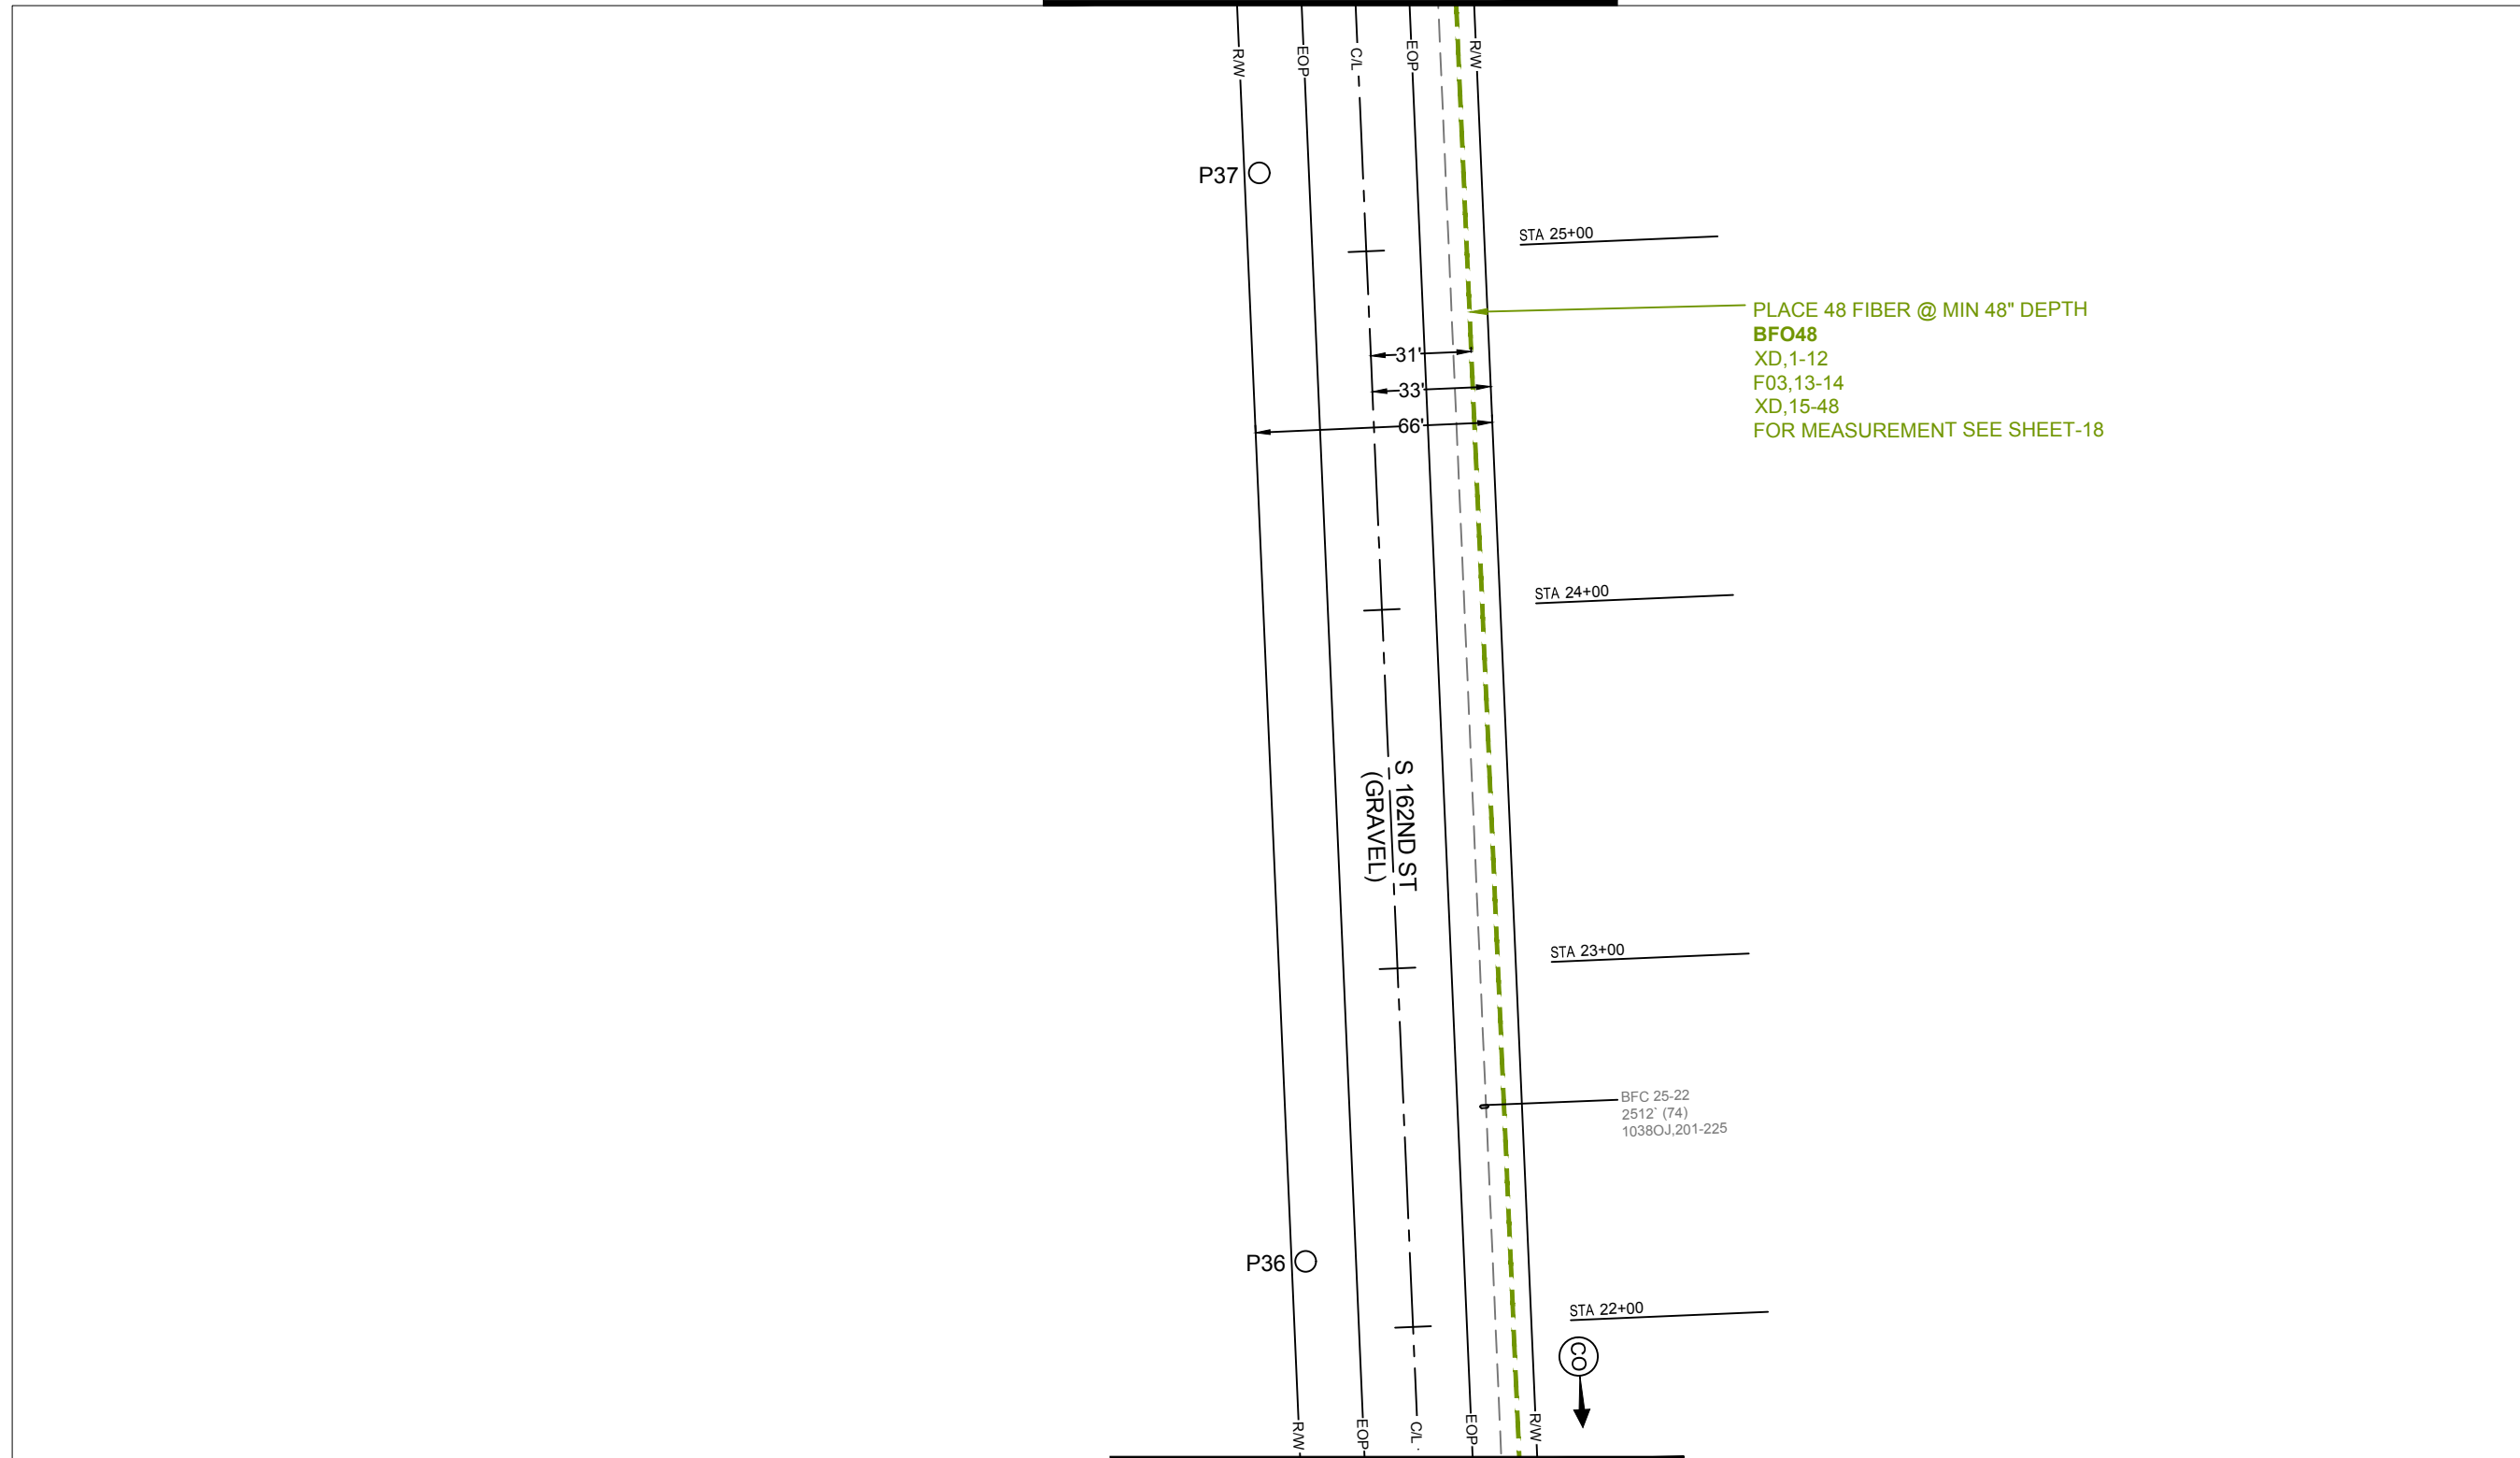 R/W
EOP
C/L
EOP
R/W
P37
STA 25+00
PLACE 48 FIBER @ MIN 48" DEPTH
BFO48
XD,1-12
F03,13-14
XD,15-48
FOR MEASUREMENT SEE SHEET-18
31'
33'
66'
STA 24+00
S 162ND ST
(GRAVEL)
STA 23+00
BFC 25-22
2512` (74)
1038OJ,201-225
P36
STA 22+00
CO
R/W
EOP
C/L
EOP
R/W